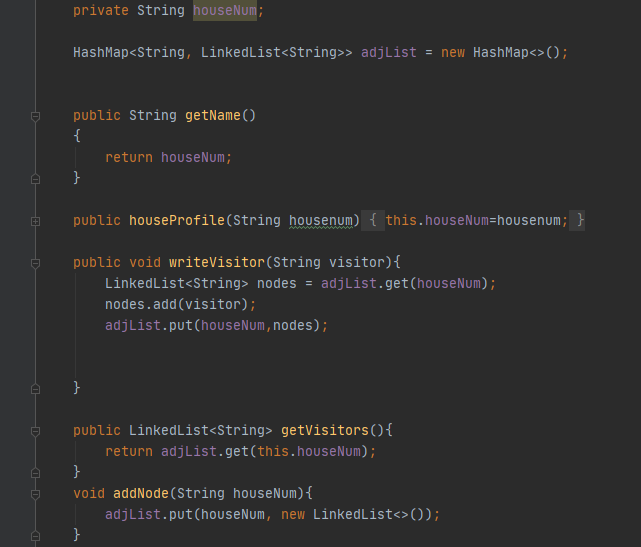 private String houseNum;
HashMap<String, LinkedList<String>> adjList = new HashMap<>();
public String getName()
{
return houseNum;
}
public houseProfile(String housenum) { this.houseNum=housenum; }
public void writeVisitor(String visitor){
LinkedList<String> nodes = adjList.get(houseNum);
nodes.add(visitor);
adjList.put(houseNum,nodes);
}
public LinkedList<String> getVisitors(){
return adjList.get(this.houseNum);
}
void addNode(String houseNum){
adjList.put(houseNum, new LinkedList<>());
}